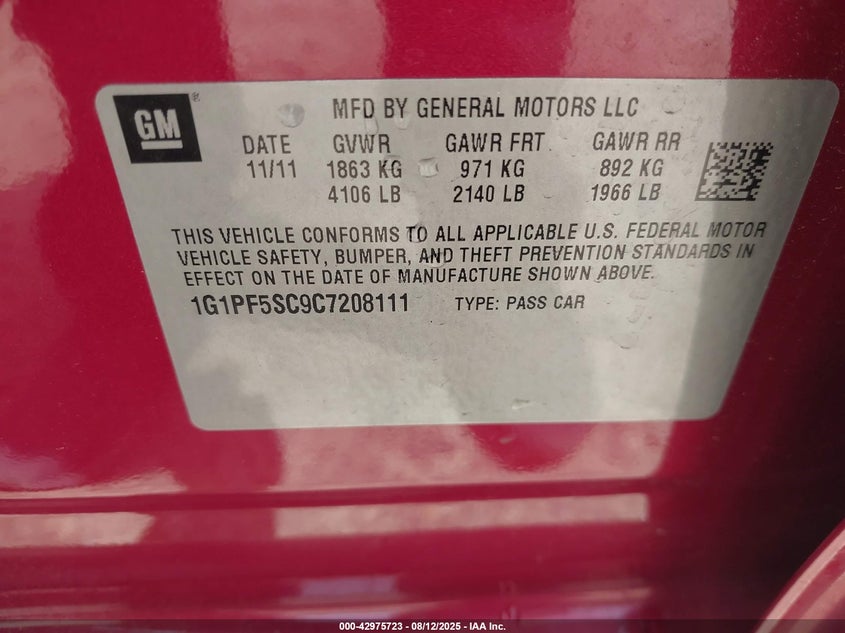 GM®
MFD BY GENERAL MOTORS LLC
DATE GVWR GAWR FRT GAWR RR
11/11 1863 KG 971 KG 892 KG
4106 LB 2140 LB 1966 LB
THIS VEHICLE CONFORMS TO ALL APPLICABLE U.S. FEDERAL MOTOR
VEHICLE SAFETY, BUMPER, AND THEFT PREVENTION STANDARDS IN
EFFECT ON THE DATE OF MANUFACTURE SHOWN ABOVE.
1G1PF5SC9C7208111 TYPE: PASS CAR
000-42975723 - 08/12/2025 - IAA Inc.